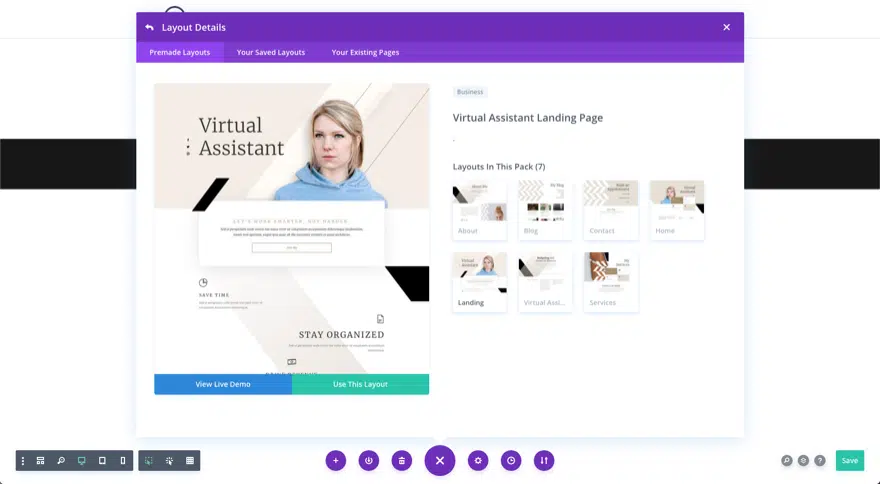 Layout Details
Premade Layouts
Your Saved Layouts
Your Existing Pages
Virtual
Assistant
LET'S WORK SMARTER, NOT HARDER
SAVE TIME
STAY ORGANIZED
View Live Demo
Use This Layout
Business
Virtual Assistant Landing Page
Layouts In This Pack (7)
About
Blog
Contact
Home
Landing
Virtual Assi...
Services
Save